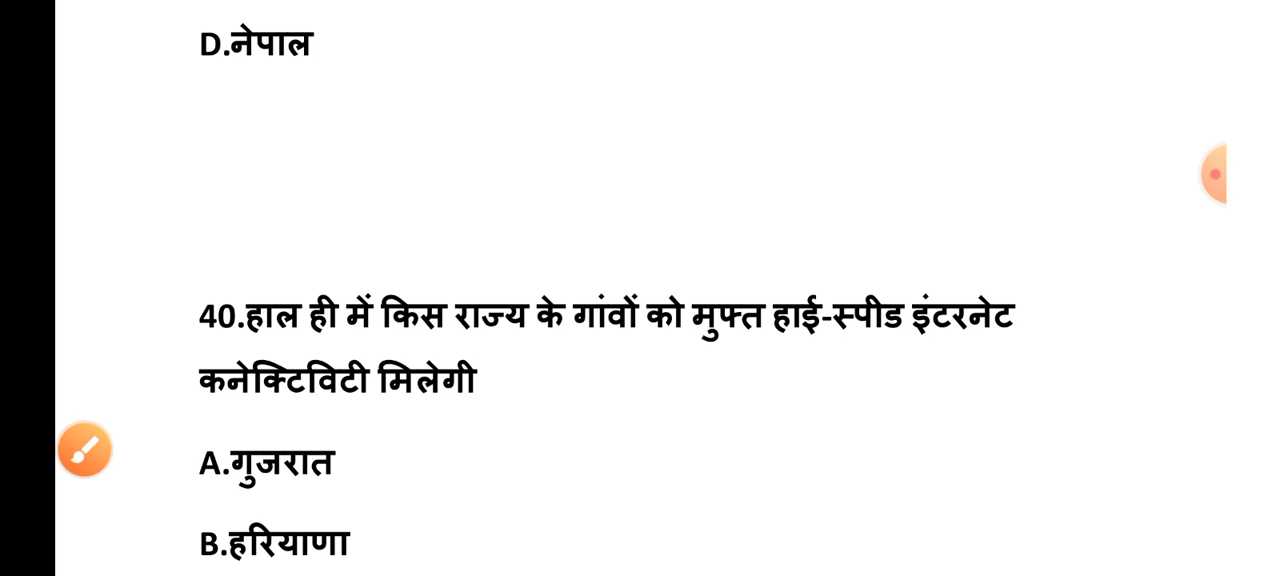 D.नेपाल
40.हाल ही में किस राज्य के गांवों को मुफ्त हाई-स्पीड इंटरनेट
कनेक्टिविटी मिलेगी
A.गुजरात
B.हरियाणा